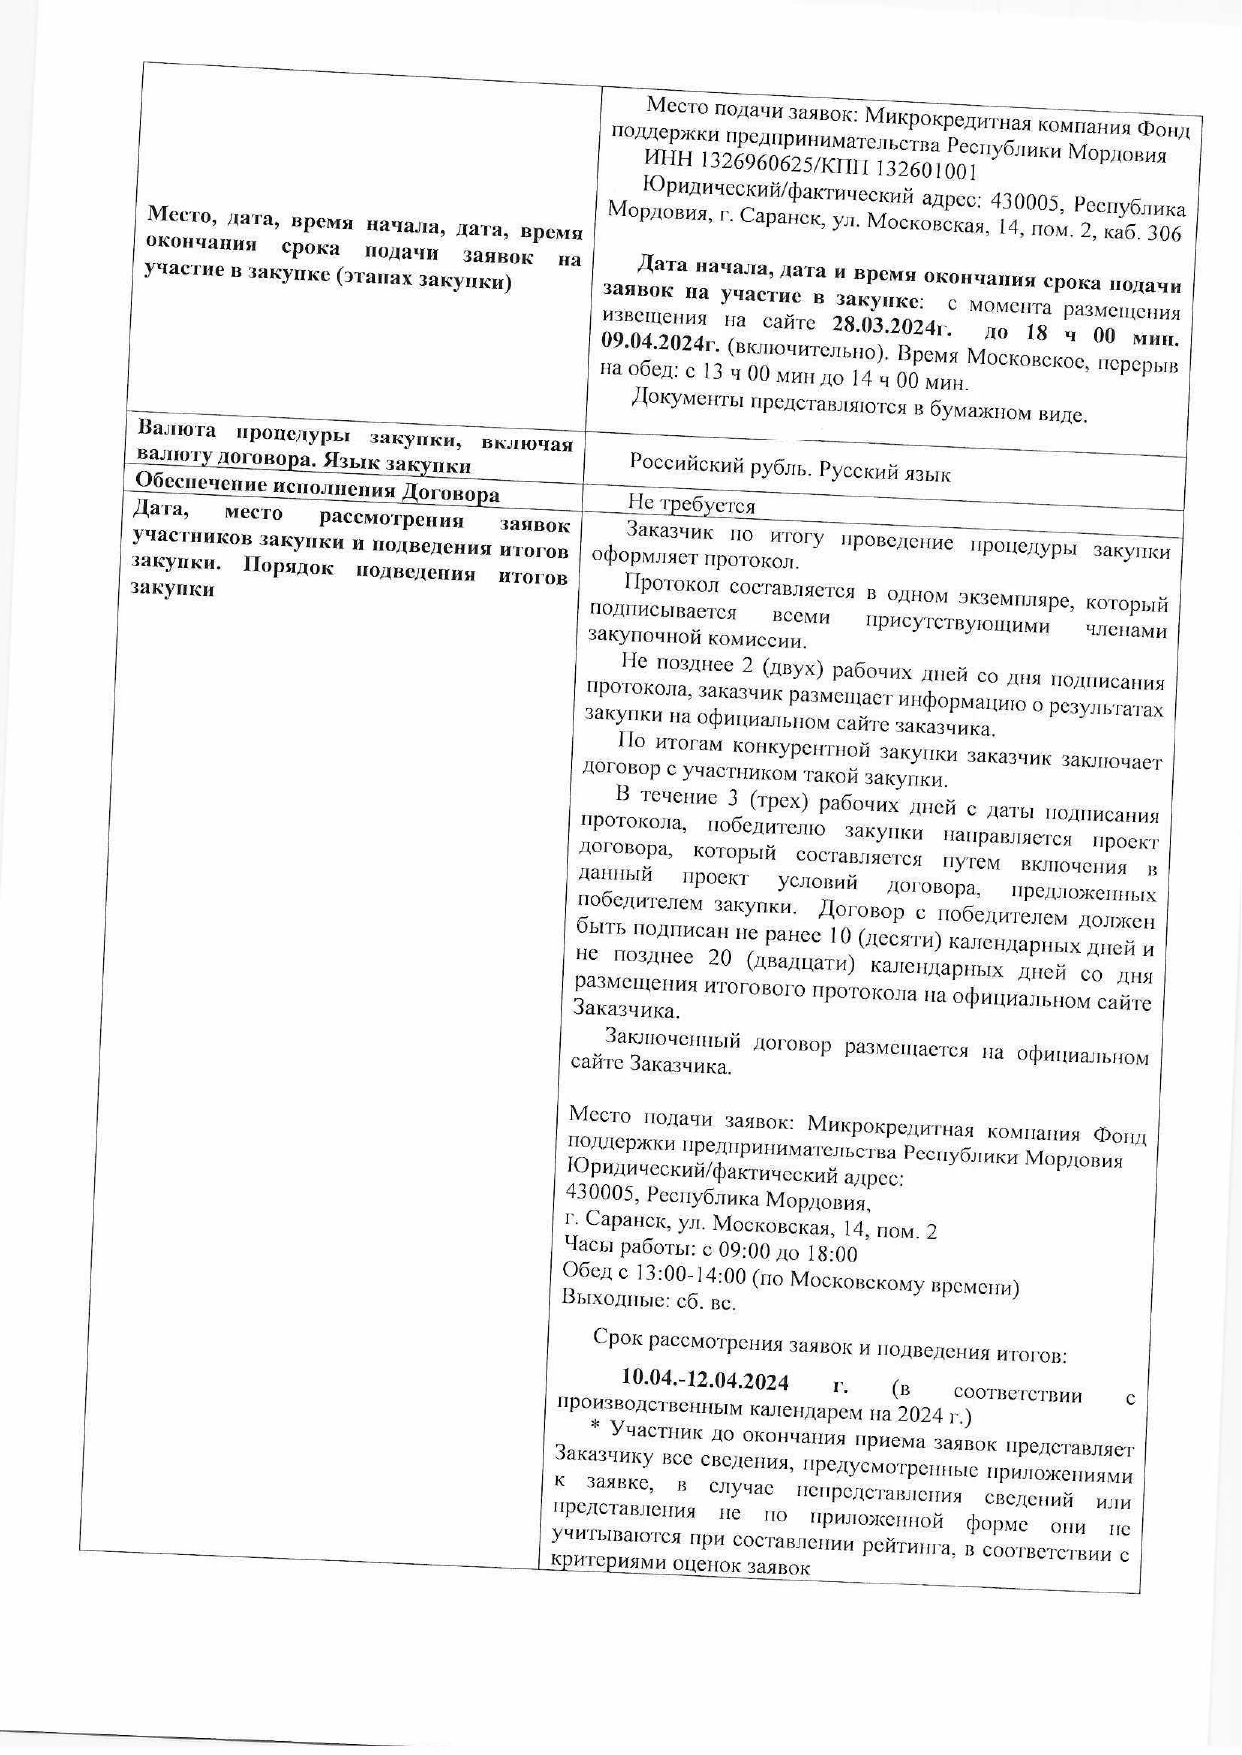 Место, дата, время начала, дата, время
окончания срока подачи заявок на
участие в закупке (этапах закупки)
Место подачи заявок: Микрокредитная компания Фонд
поддержки предпринимательства Республики Мордовия
ИНН 1326960625/КПП 132601001
Юридический/фактический адрес: 430005, Республика
Мордовия, г. Саранск, ул. Московская, 14, пом. 2, каб. 306
Дата начала, дата и время окончания срока подачи
заявок на участие в закупке: с момента размещения
извещения на сайте 28.03.2024г. до 18 ч 00 мин.
09.04.2024г. (включительно). Время Московское, перерыв
на обед: с 13 ч 00 мин до 14 ч 00 мин.
Документы представляются в бумажном виде.
Валюта процедуры закупки, включая
валюту договора. Язык закупки
Российский рубль. Русский язык
Обеспечение исполнения Договора
Не требуется
Дата, место рассмотрения заявок
участников закупки и подведения итогов
закупки. Порядок подведения итогов
закупки
Заказчик по итогу проведение процедуры закупки
оформляет протокол.
Протокол составляется в одном экземпляре, который
подписывается всеми присутствующими членами
закупочной комиссии.
Не позднее 2 (двух) рабочих дней со дня подписания
протокола, заказчик размещает информацию о результатах
закупки на официальном сайте заказчика.
По итогам конкурентной закупки заказчик заключает
договор с участником такой закупки.
В течение 3 (трех) рабочих дней с даты подписания
протокола, победителю закупки направляется проект
договора, который составляется путем включения в
данный проект условий договора, предложенных
победителем закупки. Договор с победителем должен
быть подписан не ранее 10 (десяти) календарных дней и
не позднее 20 (двадцати) календарных дней со дня
размещения итогового протокола на официальном сайте
Заказчика.
Заключенный договор размещается на официальном
сайте Заказчика.
Место подачи заявок: Микрокредитная компания Фонд
поддержки предпринимательства Республики Мордовия
Юридический/фактический адрес:
430005, Республика Мордовия,
г. Саранск, ул. Московская, 14, пом. 2
Часы работы: с 09:00 до 18:00
Обед с 13:00-14:00 (по Московскому времени)
Выходные: сб. вс.
Срок рассмотрения заявок и подведения итогов:
10.04.-12.04.2024 г. (в соответствии с
производственным календарем на 2024 г.)
* Участник до окончания приема заявок представляет
Заказчику все сведения, предусмотренные приложениями
к заявке, в случае непредставления сведений или
представления не по приложенной форме они не
учитываются при составлении рейтинга, в соответствии с
критериями оценок заявок